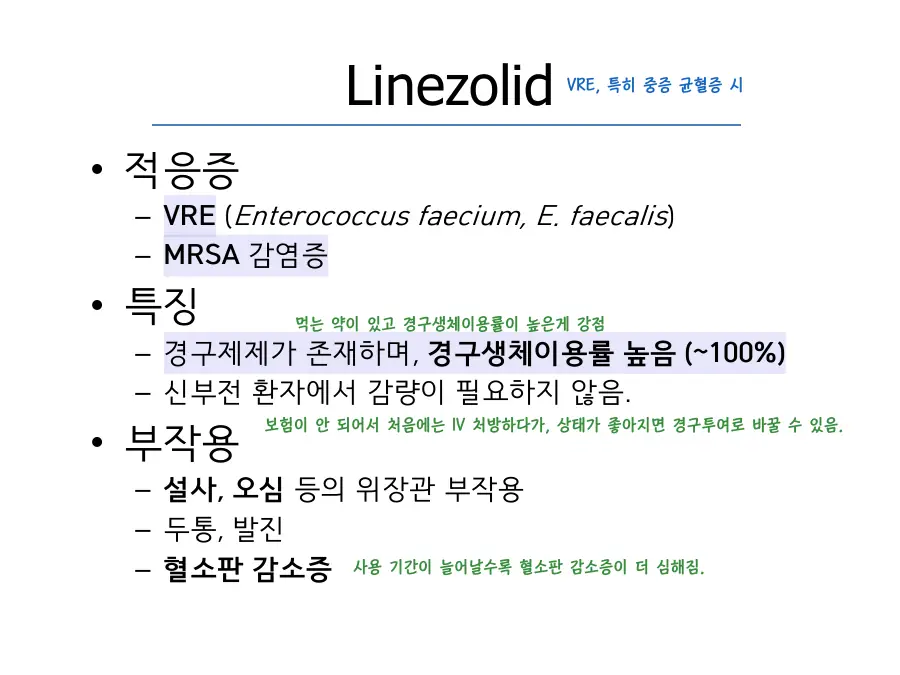 Linezolid VRE, 특히 중증 균혈증 시
• 적응증
– VRE (Enterococcus faecium, E. faecalis)
– MRSA 감염증
• 특징
먹는 약이 있고 경구생체이용률이 높은게 강점
– 경구제제가 존재하며, 경구생체이용률 높음 (~100%)
– 신부전 환자에서 감량이 필요하지 않음.
보험이 안 되어서 처음에는 IV 처방하다가, 상태가 좋아지면 경구투여로 바꿀 수 있음.
• 부작용
– 설사, 오심 등의 위장관 부작용
– 두통, 발진
– 혈소판 감소증 사용 기간이 늘어날수록 혈소판 감소증이 더 심해짐.